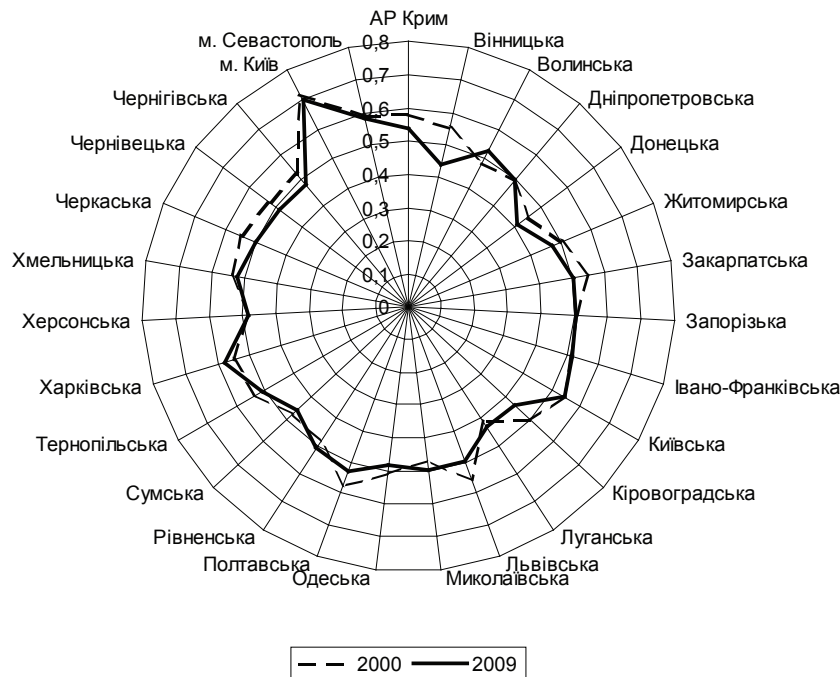 АР Крим
м. Севастополь
Вінницька
м. Київ
Волинська
Чернігівська
Дніпропетровська
Чернівецька
Донецька
Черкаська
Житомирська
Хмельницька
Закарпатська
Херсонська
Запорізька
Харківська
Івано-Франківська
Тернопільська
Київська
Сумська
Кіровоградська
Рівненська
Луганська
Полтавська
Львівська
Одеська
Миколаївська
0,8
0,7
0,6
0,5
0,4
0,3
0,2
0,1
0
2000
2009